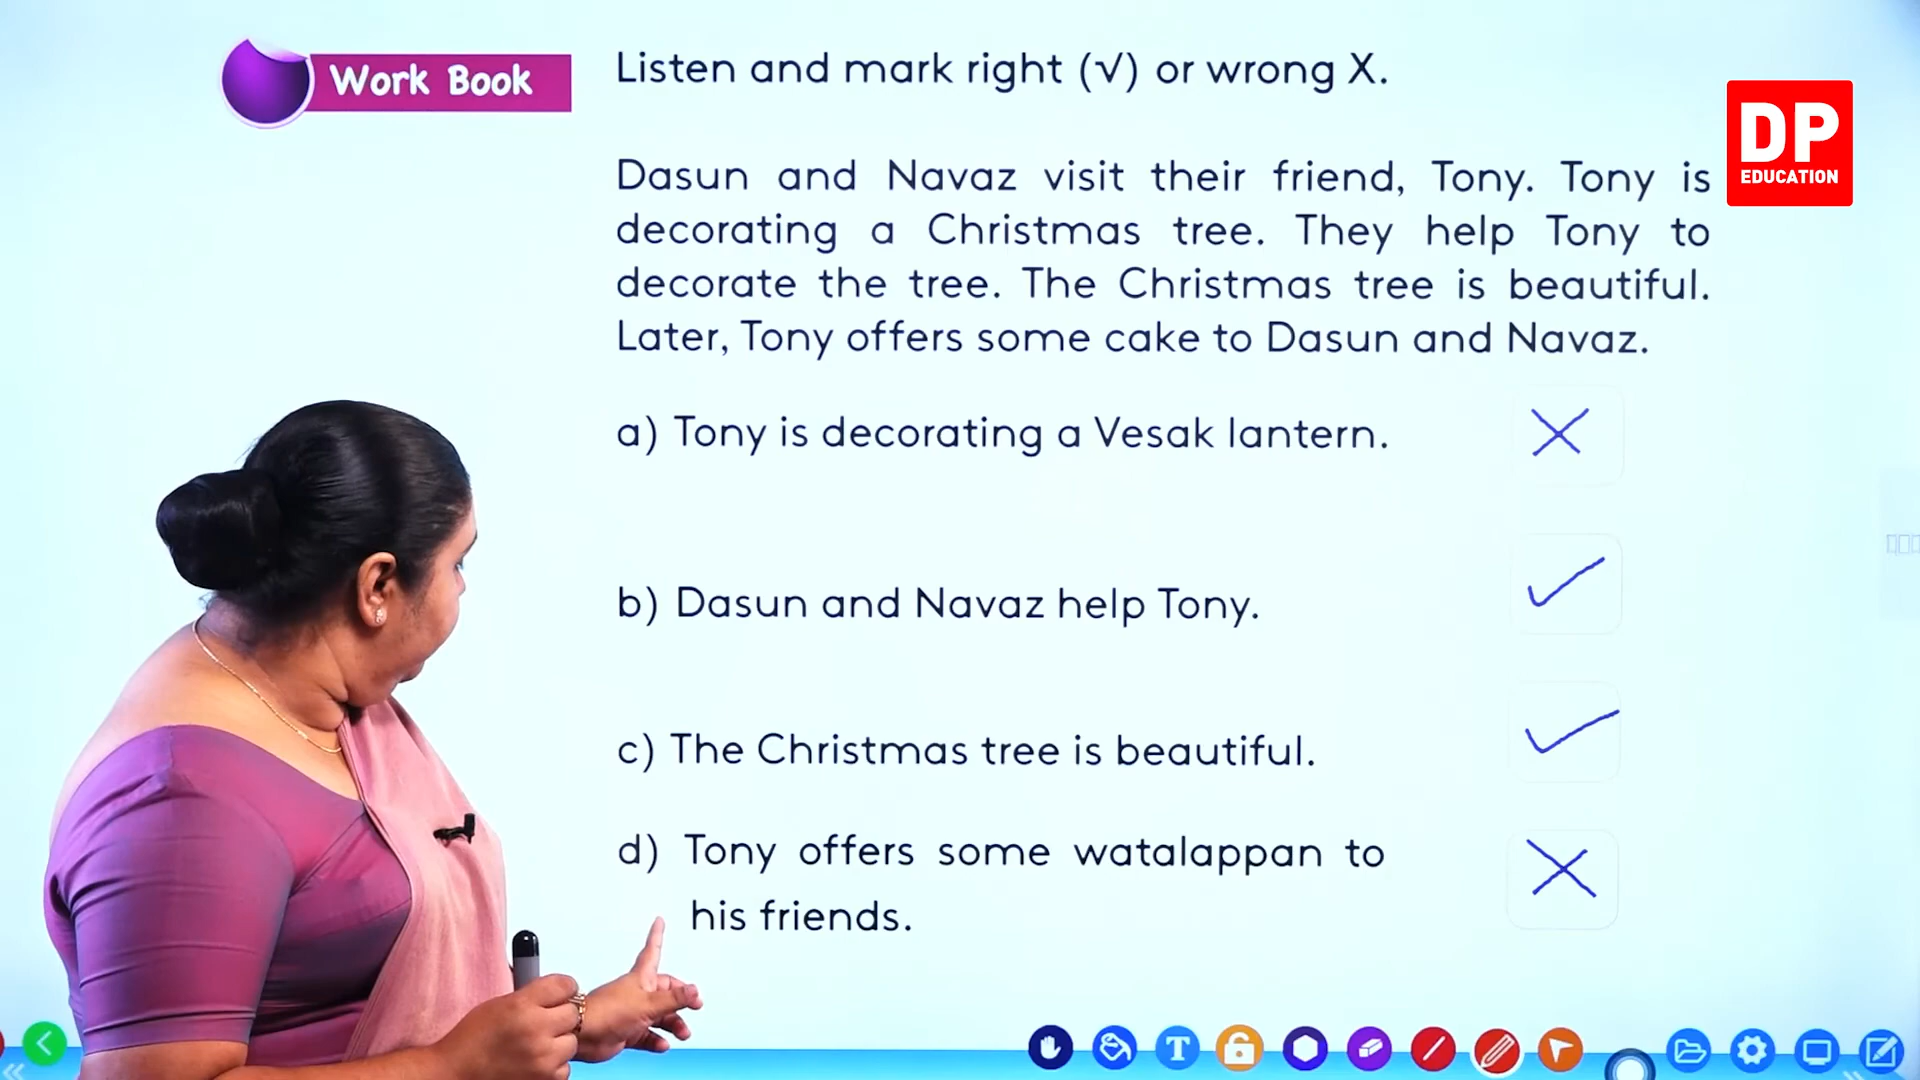 Work Book
Listen and mark right (√) or wrong X.
DP
EDUCATION
Dasun and Navaz visit their friend, Tony. Tony is
decorating a Christmas tree. They help Tony to
decorate the tree. The Christmas tree is beautiful.
Later, Tony offers some cake to Dasun and Navaz.
a) Tony is decorating a Vesak lantern. X
b) Dasun and Navaz help Tony. ✓
c) The Christmas tree is beautiful. ✓
d) Tony offers some watalappan to X
his friends.
T